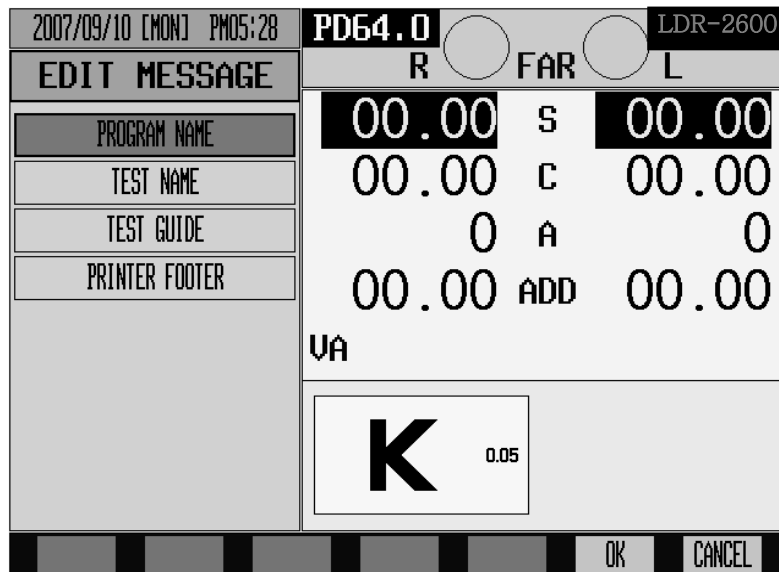 2007/09/10 [MON] PM05:28 PD64.0 LDR-2600
EDIT MESSAGE R FAR L
PROGRAM NAME
TEST NAME
TEST GUIDE
PRINTER FOOTER
00.00 S 00.00
00.00 C 00.00
0 A 0
00.00 ADD 00.00
VA
K 0.05
OK CANCEL